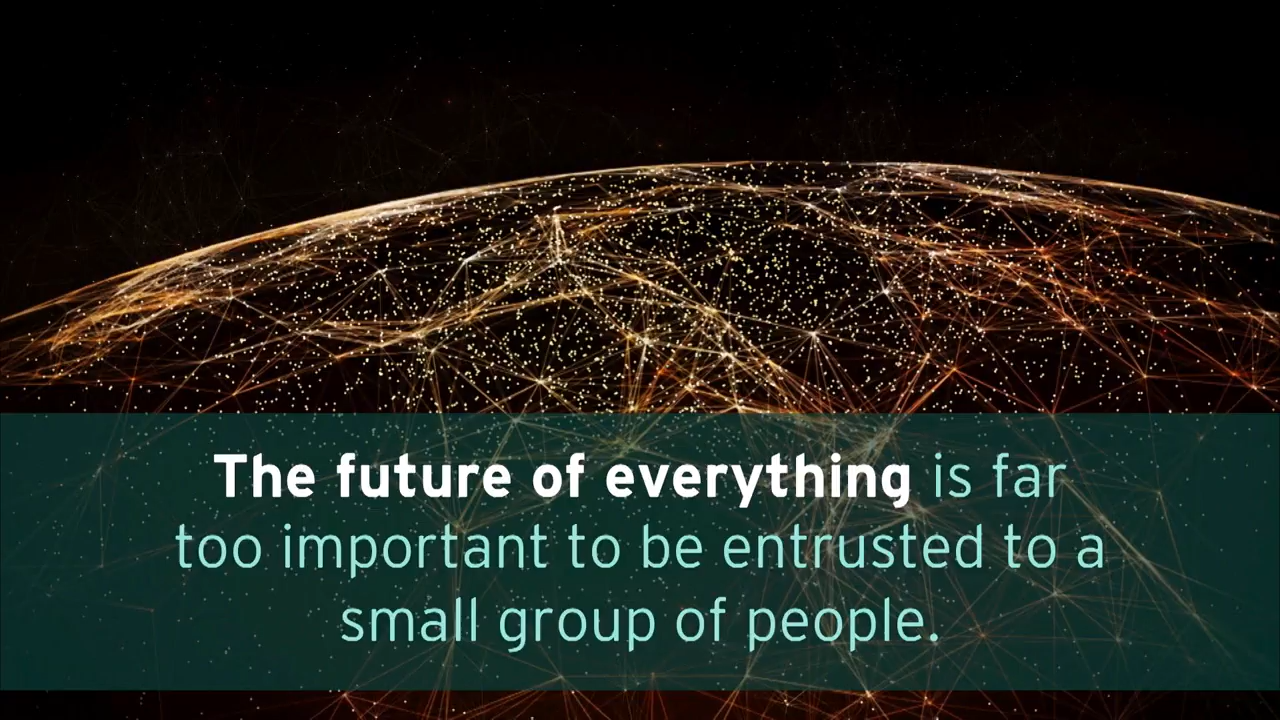 The future of everything is far
too important to be entrusted to a
small group of people.